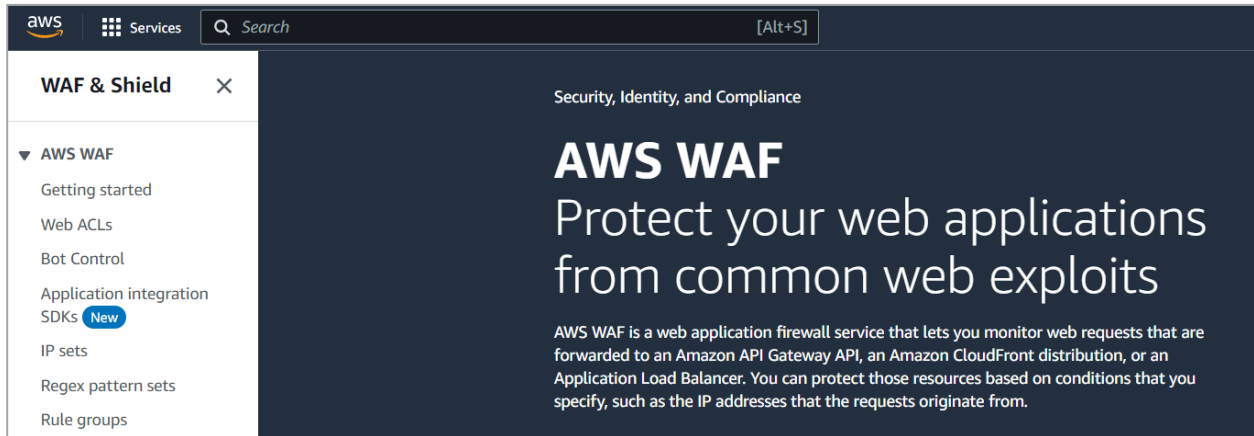 aws
Services
Search
[Alt+S]
WAF & Shield
AWS WAF
Getting started
Web ACLs
Bot Control
Application integration
SDKs New
IP sets
Regex pattern sets
Rule groups
Security, Identity, and Compliance
AWS WAF
Protect your web applications
from common web exploits
AWS WAF is a web application firewall service that lets you monitor web requests that are
forwarded to an Amazon API Gateway API, an Amazon CloudFront distribution, or an
Application Load Balancer. You can protect those resources based on conditions that you
specify, such as the IP addresses that the requests originate from.